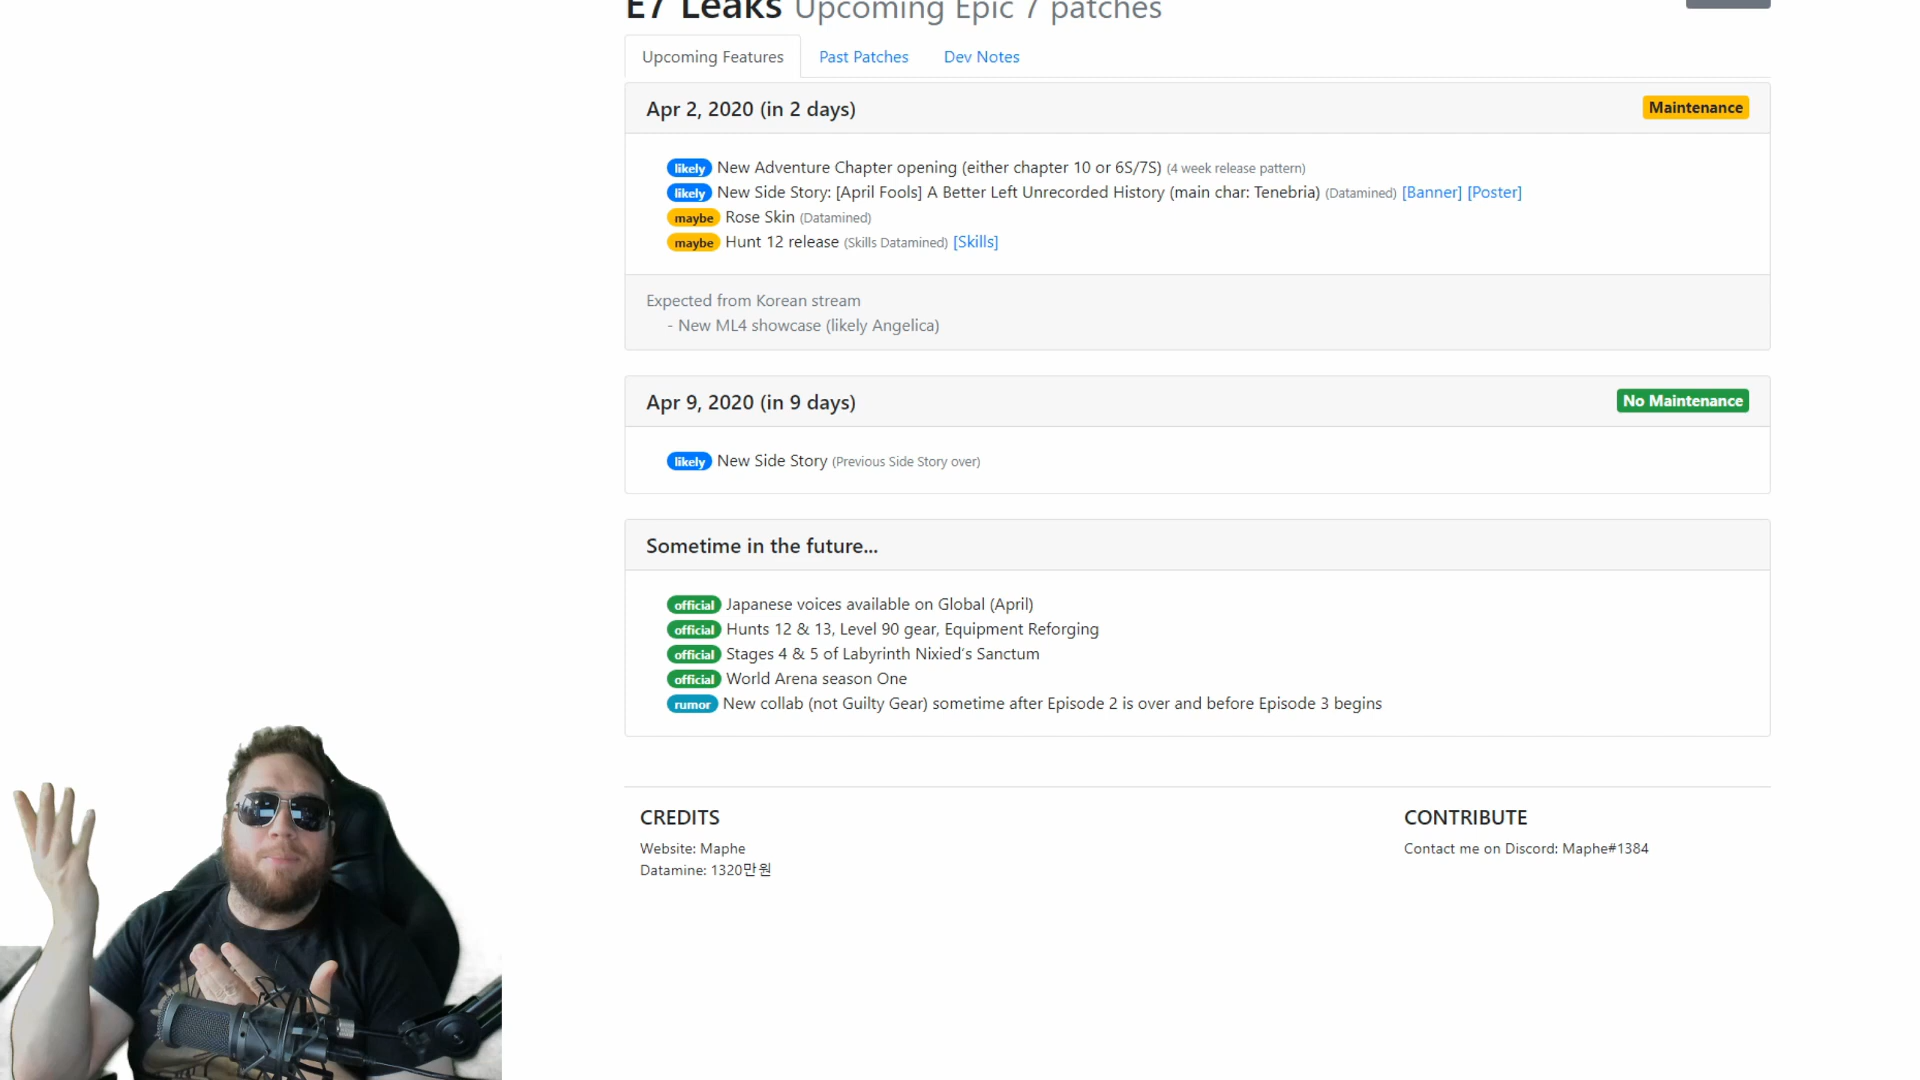 E7 Leaks Upcoming Epic 7 patches
Upcoming Features Past Patches Dev Notes
Apr 2, 2020 (in 2 days) Maintenance
likely New Adventure Chapter opening (either chapter 10 or 6S/7S) (4 week release pattern)
likely New Side Story: [April Fools] A Better Left Unrecorded History (main char: Tenebria) (Datamined) [Banner] [Poster]
maybe Rose Skin (Datamined)
maybe Hunt 12 release (Skills Datamined) [Skills]
Expected from Korean stream
- New ML4 showcase (likely Angelica)
Apr 9, 2020 (in 9 days) No Maintenance
likely New Side Story (Previous Side Story over)
Sometime in the future...
official Japanese voices available on Global (April)
official Hunts 12 & 13, Level 90 gear, Equipment Reforging
official Stages 4 & 5 of Labyrinth Nixied's Sanctum
official World Arena season One
rumor New collab (not Guilty Gear) sometime after Episode 2 is over and before Episode 3 begins
CREDITS
Website: Maphe
Datamine: 1320만원
CONTRIBUTE
Contact me on Discord: Maphe#1384